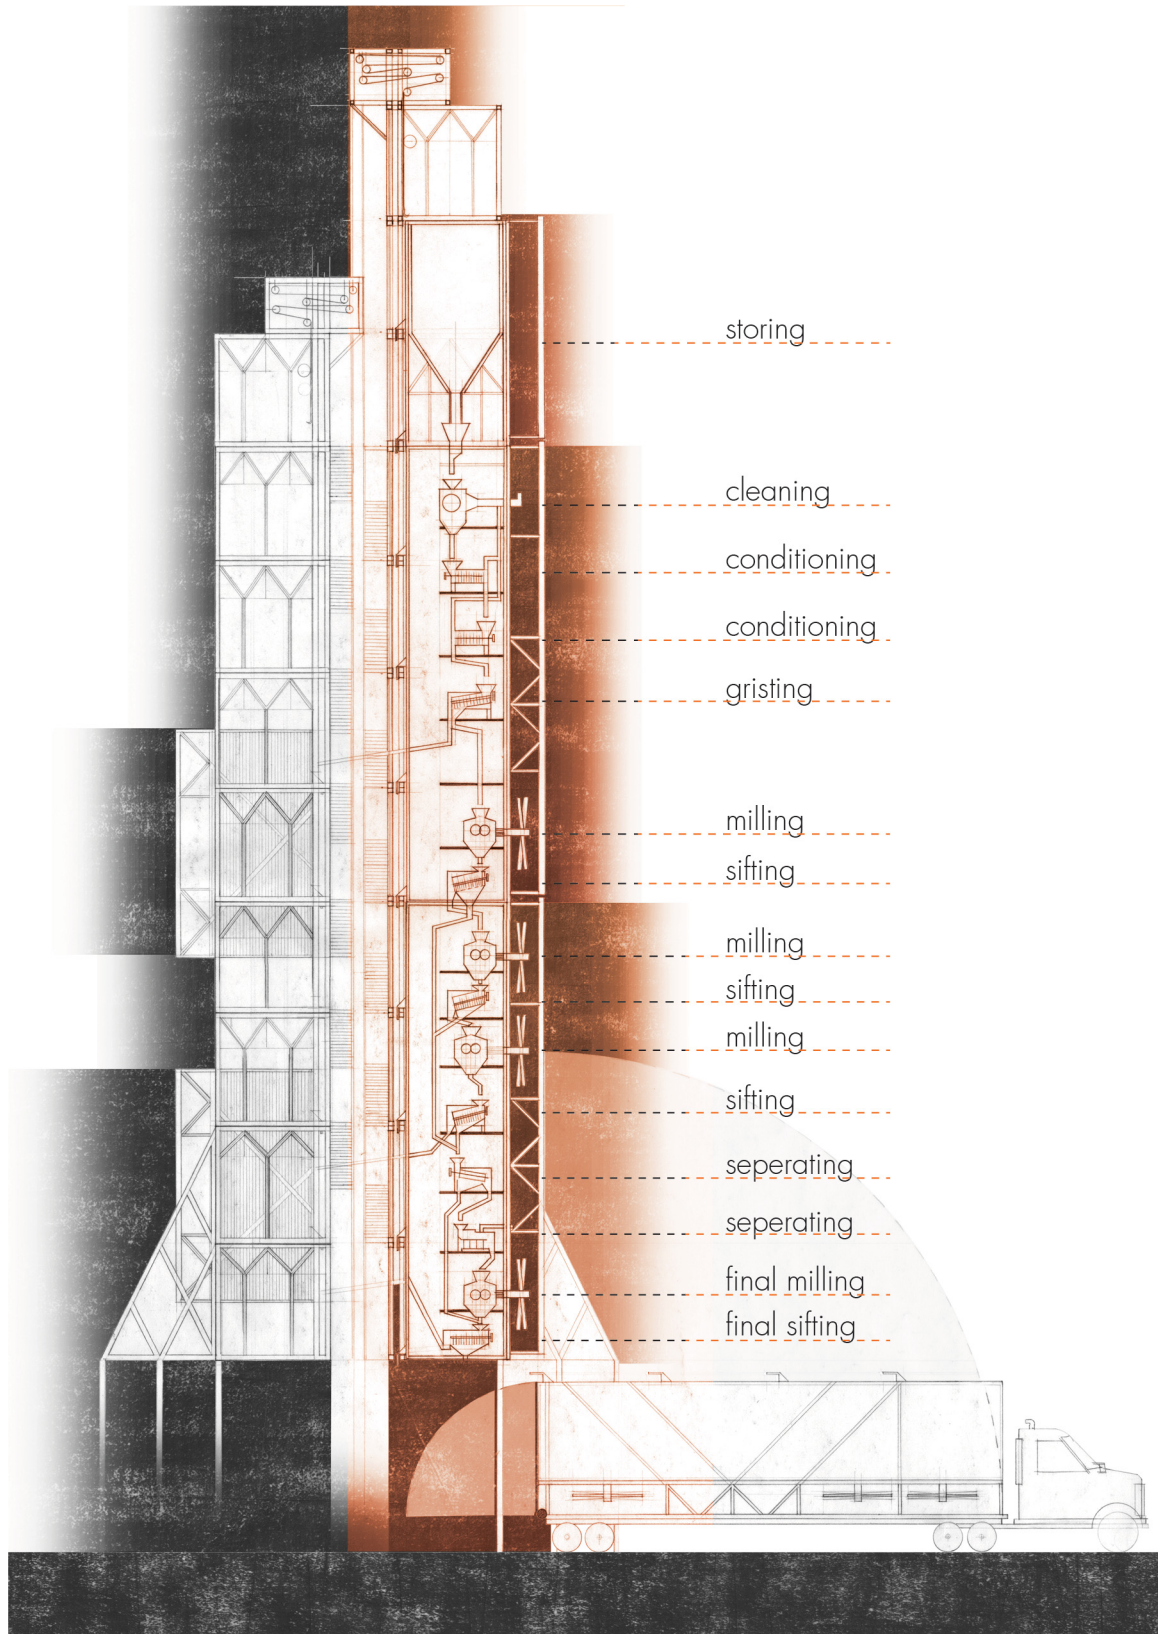 storing
cleaning
conditioning
conditioning
gristing
milling
sifting
milling
sifting
milling
sifting
seperating
seperating
final milling
final sifting